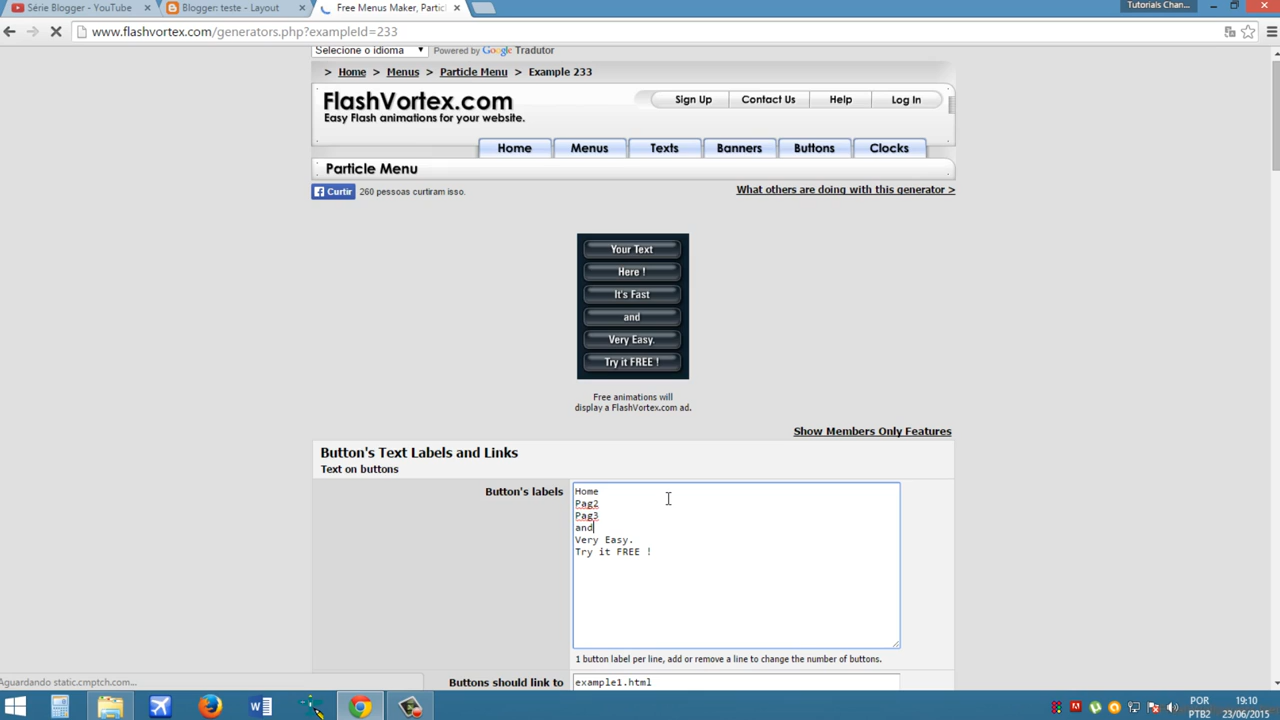 Série Blogger - YouTube
Blogger: teste - Layout
Free Menus Maker, Partic
Tutorials Chan...
www.flashvortex.com/generators.php?exampleId=233
Selecione o idioma
Powered by Google Tradutor
> Home > Menus > Particle Menu > Example 233
FlashVortex.com
Easy Flash animations for your website.
Sign Up
Contact Us
Help
Log In
Home
Menus
Texts
Banners
Buttons
Clocks
Particle Menu
Curtir
260 pessoas curtiram isso.
What others are doing with this generator >
Your Text
Here !
It's Fast
and
Very Easy.
Try it FREE !
Free animations will
display a FlashVortex.com ad.
Show Members Only Features
Button's Text Labels and Links
Text on buttons
Button's labels
Home
Pag2
Pag3
and
Very Easy.
Try it FREE !
1 button label per line, add or remove a line to change the number of buttons.
Buttons should link to
example1.html
Aguardando static.cmptch.com...
POR
PTB2
19:10
23/06/2015